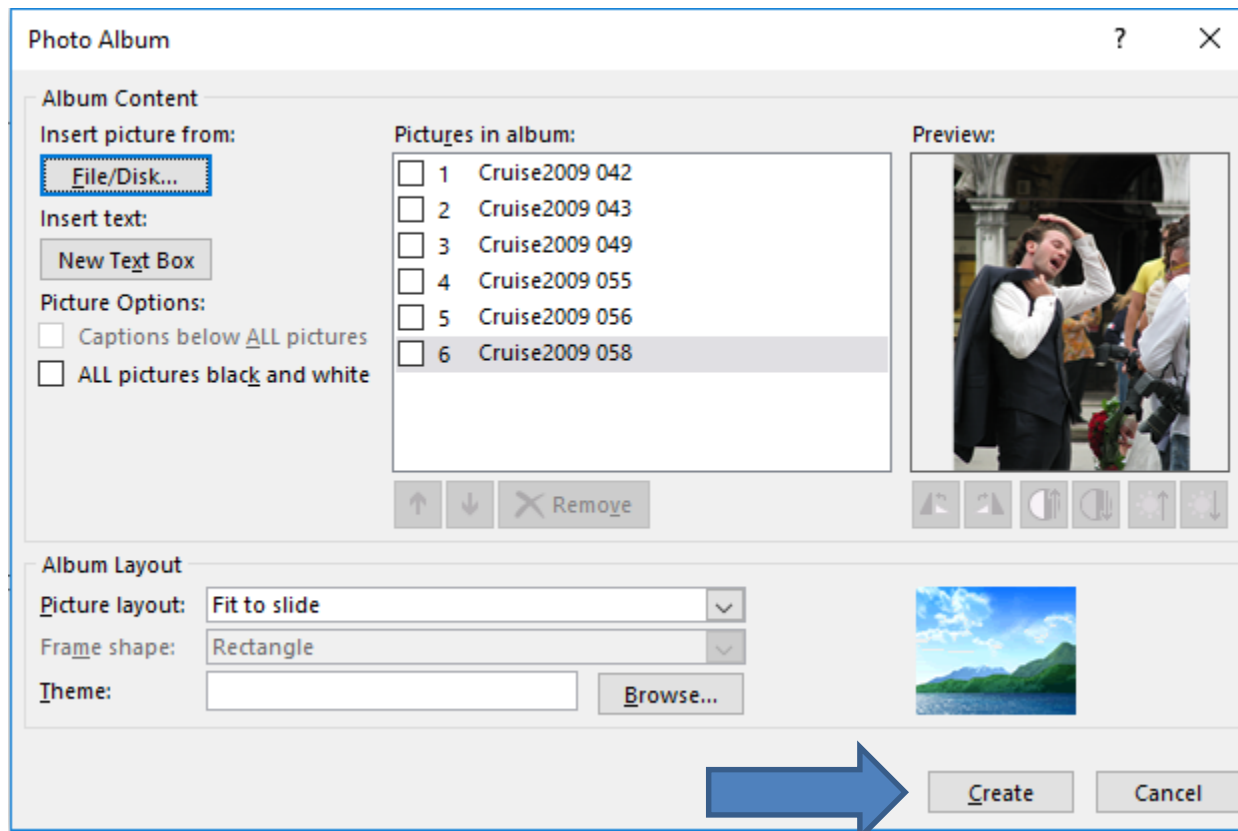 Photo Album
?
Album Content
Insert picture from:
File/Disk...
Insert text:
New Text Box
Picture Options:
Captions below ALL pictures
ALL pictures black and white
Pictures in album:
1 Cruise2009 042
2 Cruise2009 043
3 Cruise2009 049
4 Cruise2009 055
5 Cruise2009 056
6 Cruise2009 058
Remove
Preview:
Album Layout
Picture layout: Fit to slide
Frame shape: Rectangle
Theme:
Browse...
Create
Cancel